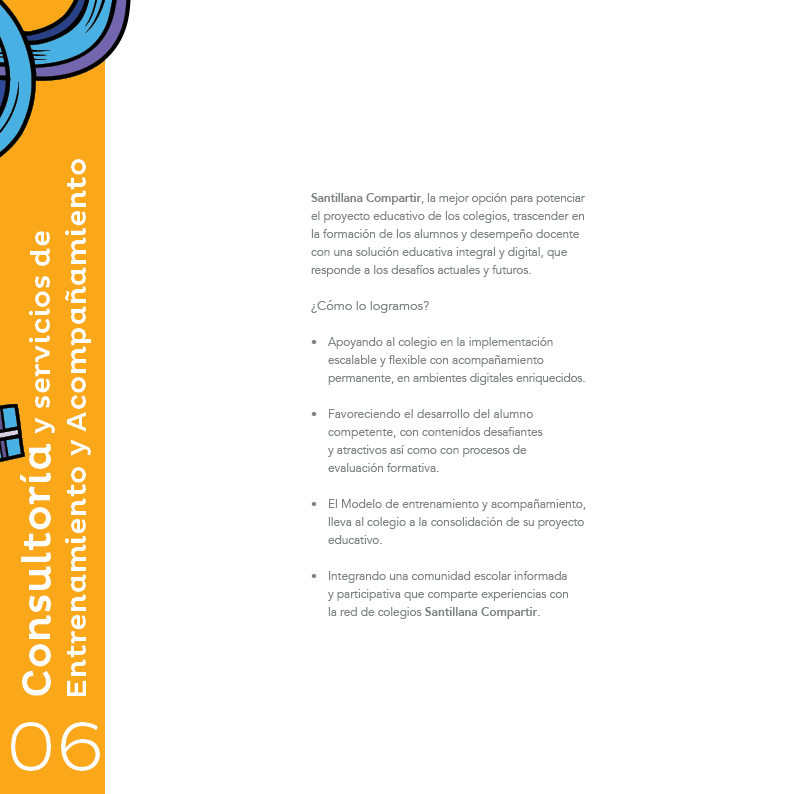 Consultoría y servicios de
Entrenamiento y Acompañamiento
06
Santillana Compartir, la mejor opción para potenciar
el proyecto educativo de los colegios, trascender en
la formación de los alumnos y desempeño docente
con una solución educativa integral y digital, que
responde a los desafíos actuales y futuros.
¿Cómo lo logramos?
• Apoyando al colegio en la implementación
escalable y flexible con acompañamiento
permanente, en ambientes digitales enriquecidos.
• Favoreciendo el desarrollo del alumno
competente, con contenidos desafiantes
y atractivos así como con procesos de
evaluación formativa.
• El Modelo de entrenamiento y acompañamiento,
lleva al colegio a la consolidación de su proyecto
educativo.
• Integrando una comunidad escolar informada
y participativa que comparte experiencias con
la red de colegios Santillana Compartir.